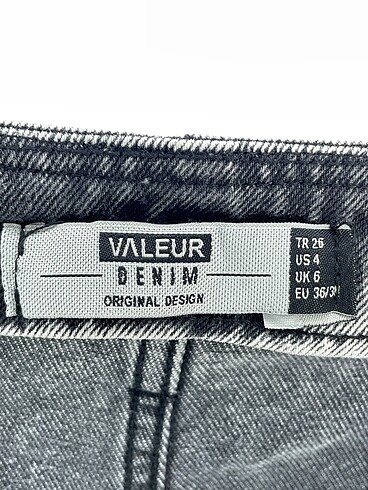 VALEUR
DENIM
ORIGINAL DESIGN
TR 26
US 4
UK 6
EU 36/3